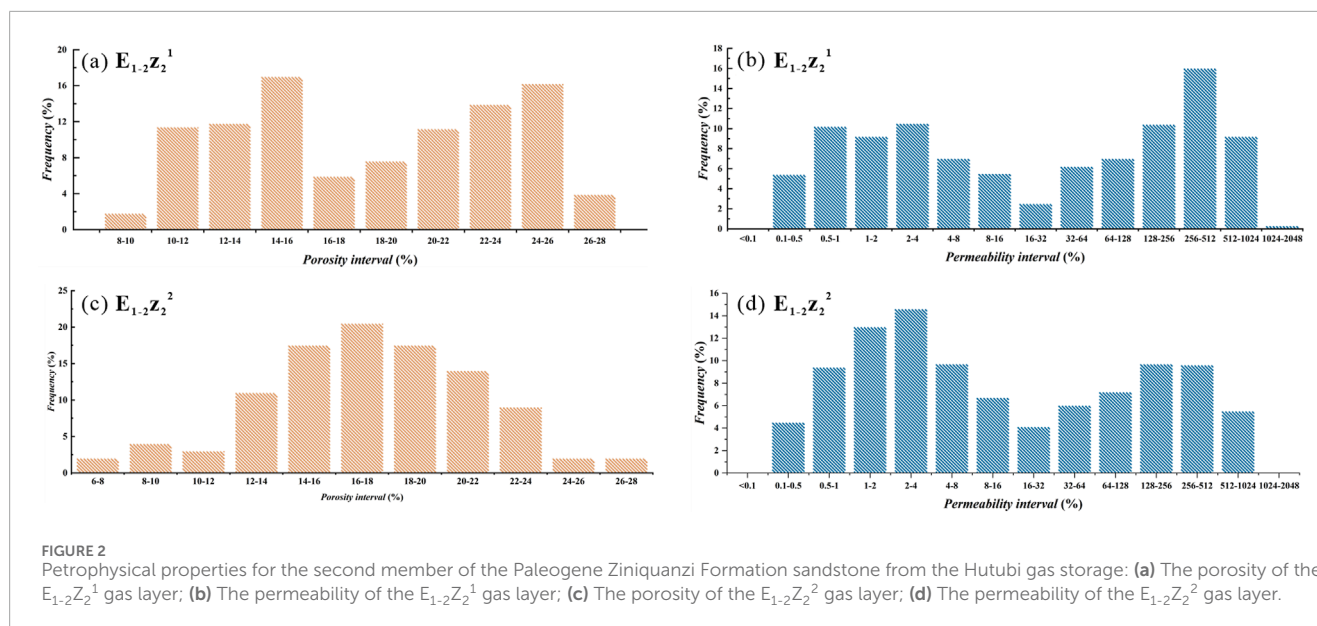 (a) E₁₋₂z₂¹
20
16
12
8
4
0
Frequency (%)
8-10 10-12 12-14 14-16 16-18 18-20 20-22 22-24 24-26 26-28
Porosity interval (%)
(b) E₁₋₂z₂¹
18
16
14
12
10
8
6
4
2
0
Frequency (%)
<0.1 0.1-0.5 0.5-1 1-2 2-4 4-8 8-16 16-32 32-64 64-128 128-256 256-512 512-1024 1024-2048
Permeability interval (%)
(c) E₁₋₂z₂²
25
20
15
10
5
0
Frequency (%)
6-8 8-10 10-12 12-14 14-16 16-18 18-20 20-22 22-24 24-26 26-28
Porosity interval (%)
(d) E₁₋₂z₂²
16
14
12
10
8
6
4
2
0
Frequency (%)
<0.1 0.1-0.5 0.5-1 1-2 2-4 4-8 8-16 16-32 32-64 64-128 128-256 256-512 512-1024 1024-2048
Permeability interval (%)
FIGURE 2
Petrophysical properties for the second member of the Paleogene Ziniquanzi Formation sandstone from the Hutubi gas storage: (a) The porosity of the
E₁₋₂Z₂¹ gas layer; (b) The permeability of the E₁₋₂Z₂¹ gas layer; (c) The porosity of the E₁₋₂Z₂² gas layer; (d) The permeability of the E₁₋₂Z₂² gas layer.